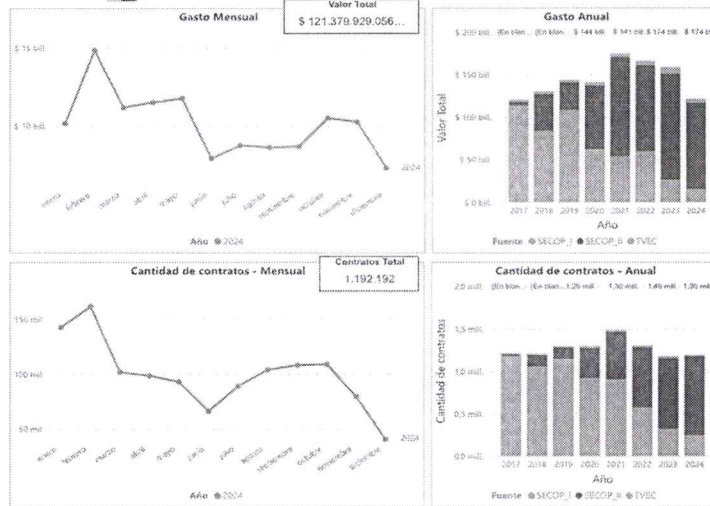 Valor Total
$ 121.379.929.056...
Gasto Mensual
$ 15 bill.
$ 10 bill.
enero
febrero
marzo
abril
mayo
junio
julio
agosto
septiembre
octubre
noviembre
diciembre
2024
Año 2024
Gasto Anual
$ 200 bill.
$ 150 bill.
$ 100 bill.
$ 50 bill.
$ 0 bill.
Valor Total
2017 2018 2019 2020 2021 2022 2023 2024
Año
Fuente SECOP_I SECOP_II TVEC
Contratos Total
1.192.192
Cantidad de contratos - Mensual
150 mil
100 mil
50 mil
enero
febrero
marzo
abril
mayo
junio
julio
agosto
septiembre
octubre
noviembre
diciembre
2024
Año 2024
Cantidad de contratos - Anual
2,0 mill.
1,5 mill.
1,0 mill.
0,5 mill.
0,0 mill.
Cantidad de contratos
2017 2018 2019 2020 2021 2022 2023 2024
Año
Fuente SECOP_I SECOP_II TVEC